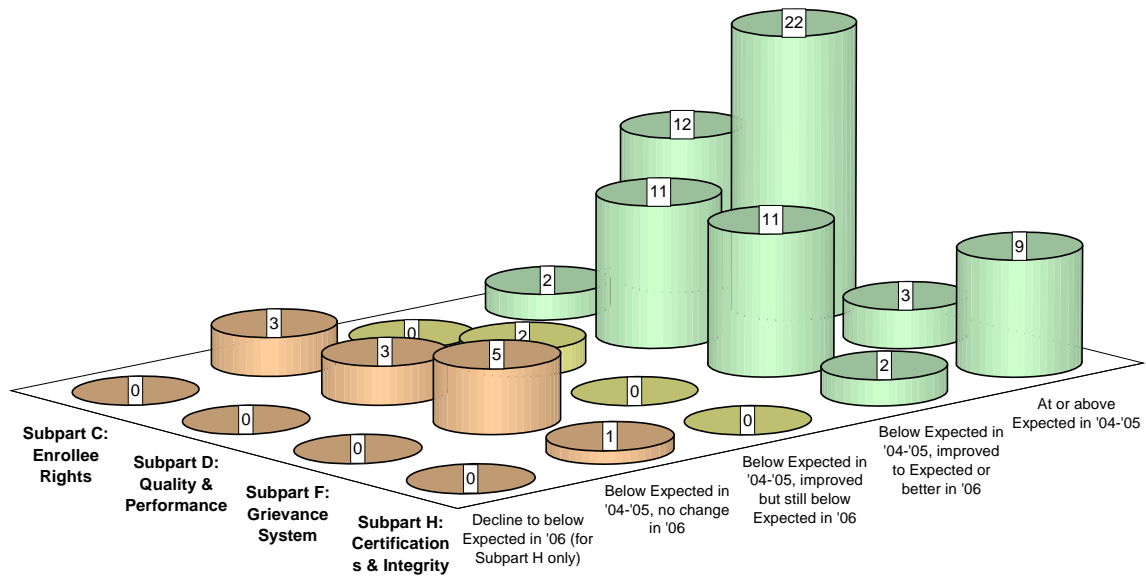 22
12
11
11
9
2
3
3
0
2
3
5
2
0
0
0
0
1
0
0
Subpart C:
Enrollee
Rights
Subpart D:
Quality &
Performance
Subpart F:
Grievance
System
Subpart H:
Certification
s & Integrity
Decline to below
Expected in '06 (for
Subpart H only)
Below Expected in
'04-'05, no change
in '06
Below Expected in
'04-'05, improved
but still below
Expected in '06
Below Expected in
'04-'05, improved
to Expected or
better in '06
At or above
Expected in '04-'05